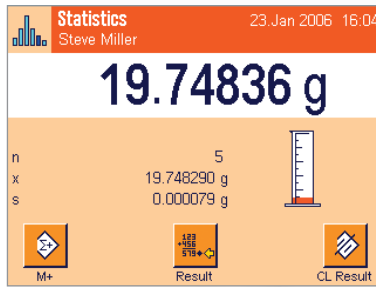 Statistics 23.Jan 2006 16:04
Steve Miller
19.74836 g
n 5
x 19.748290 g
s 0.000079 g
Σ+ 123
+456
579
M+ Result CL Result